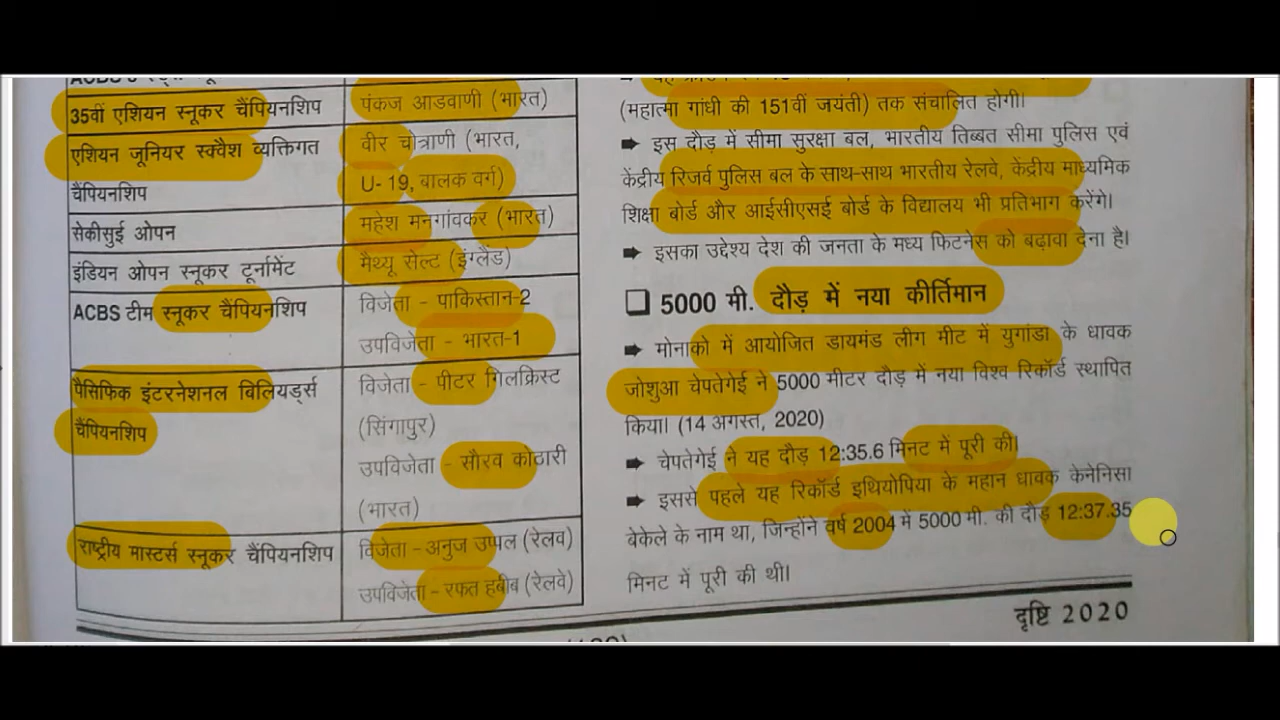 35वीं एशियन स्नूकर चैंपियनशिप
पंकज आडवाणी (भारत)
एशियन जूनियर स्क्वैश व्यक्तिगत
चैंपियनशिप
वीर चोत्राणी (भारत,
U- 19, बालक वर्ग)
सेकीसुई ओपन
महेश मनगांवकर (भारत)
इंडियन ओपन स्नूकर टूर्नामेंट
मैथ्यू सेल्ट (इंग्लैंड)
ACBS टीम स्नूकर चैंपियनशिप
विजेता - पाकिस्तान-2
उपविजेता - भारत-1
पैसिफिक इंटरनेशनल बिलियर्ड्स
चैंपियनशिप
विजेता - पीटर गिलक्रिस्ट
(सिंगापुर)
उपविजेता - सौरव कोठारी
(भारत)
राष्ट्रीय मास्टर्स स्नूकर चैंपियनशिप
विजेता - अनुज उप्पल (रेलव)
उपविजेता - रफत हबीब (रेलवे)
(महात्मा गांधी की 151वीं जयंती) तक संचालित होगी।
➡ इस दौड़ में सीमा सुरक्षा बल, भारतीय तिब्बत सीमा पुलिस एवं
केंद्रीय रिजर्व पुलिस बल के साथ-साथ भारतीय रेलवे, केंद्रीय माध्यमिक
शिक्षा बोर्ड और आईसीएसई बोर्ड के विद्यालय भी प्रतिभाग करेंगे।
➡ इसका उद्देश्य देश की जनता के मध्य फिटनेस को बढ़ावा देना है।
❑ 5000 मी. दौड़ में नया कीर्तिमान
➡ मोनाको में आयोजित डायमंड लीग मीट में युगांडा के धावक
जोशुआ चेपतेगेई ने 5000 मीटर दौड़ में नया विश्व रिकॉर्ड स्थापित
किया। (14 अगस्त, 2020)
➡ चेपतेगेई ने यह दौड़ 12:35.6 मिनट में पूरी की।
➡ इससे पहले यह रिकॉर्ड इथियोपिया के महान धावक केनेनिसा
बेकेले के नाम था, जिन्होंने वर्ष 2004 में 5000 मी. की दौड़ 12:37.35
मिनट में पूरी की थी।
दृष्टि 2020